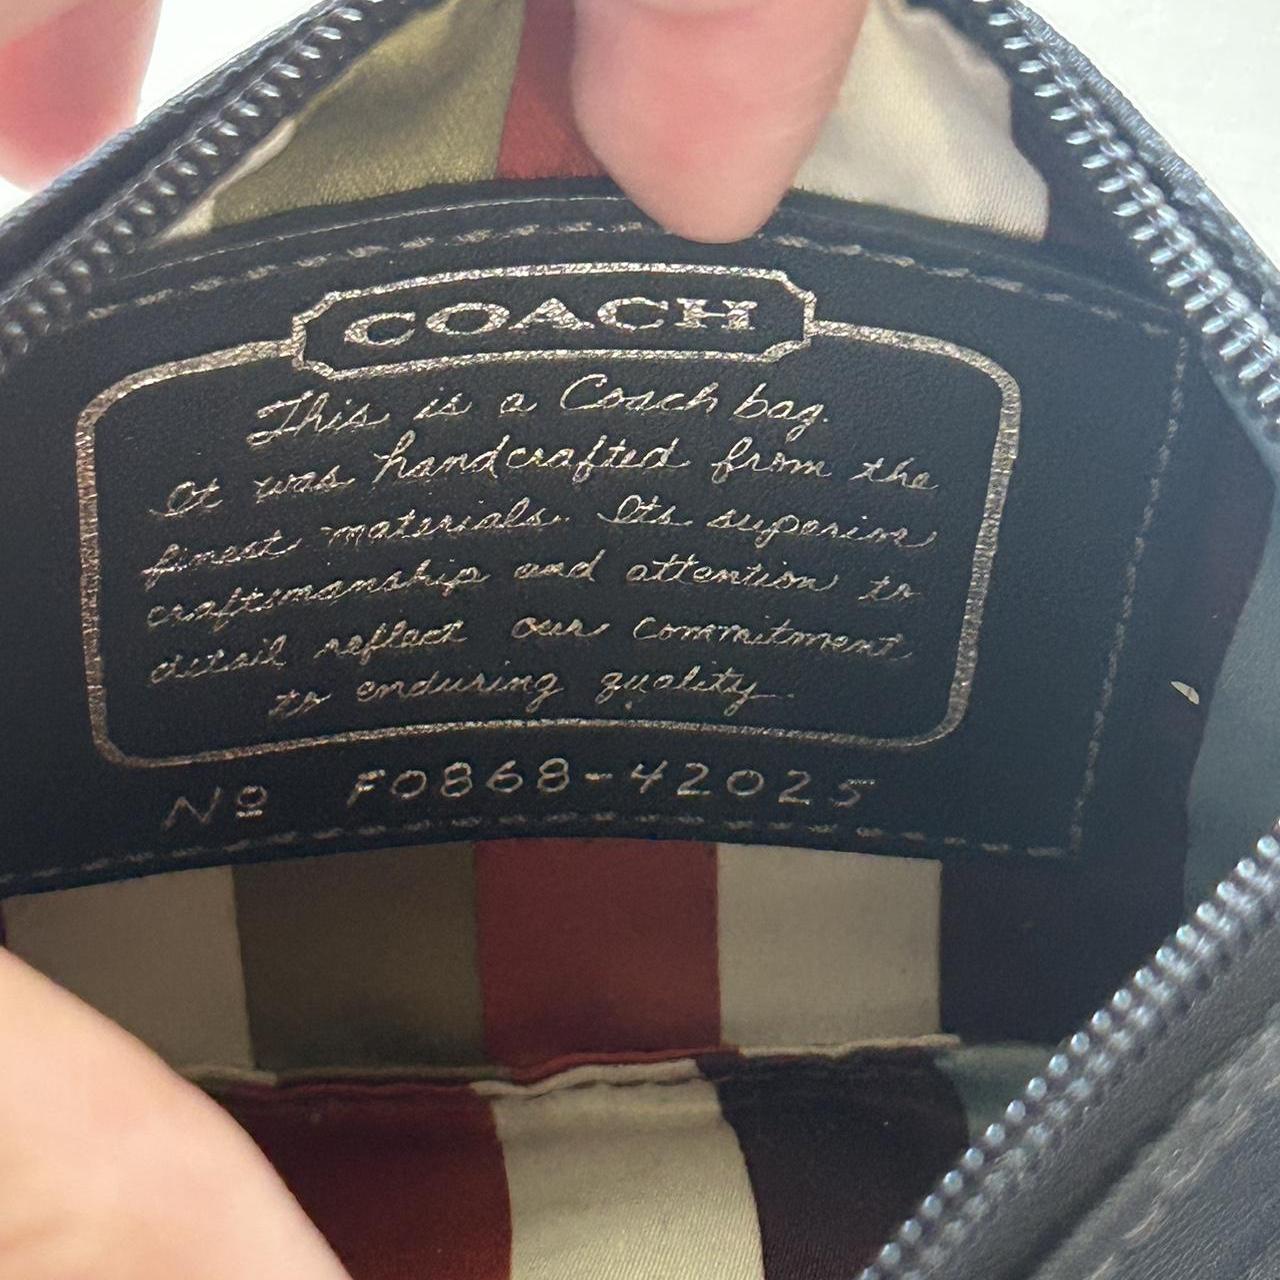 COACH
This is a Coach bag.
It was handcrafted from the
finest materials. Its superior
craftsmanship and attention to
detail reflect our commitment
to enduring quality.
Nº F0868-42025